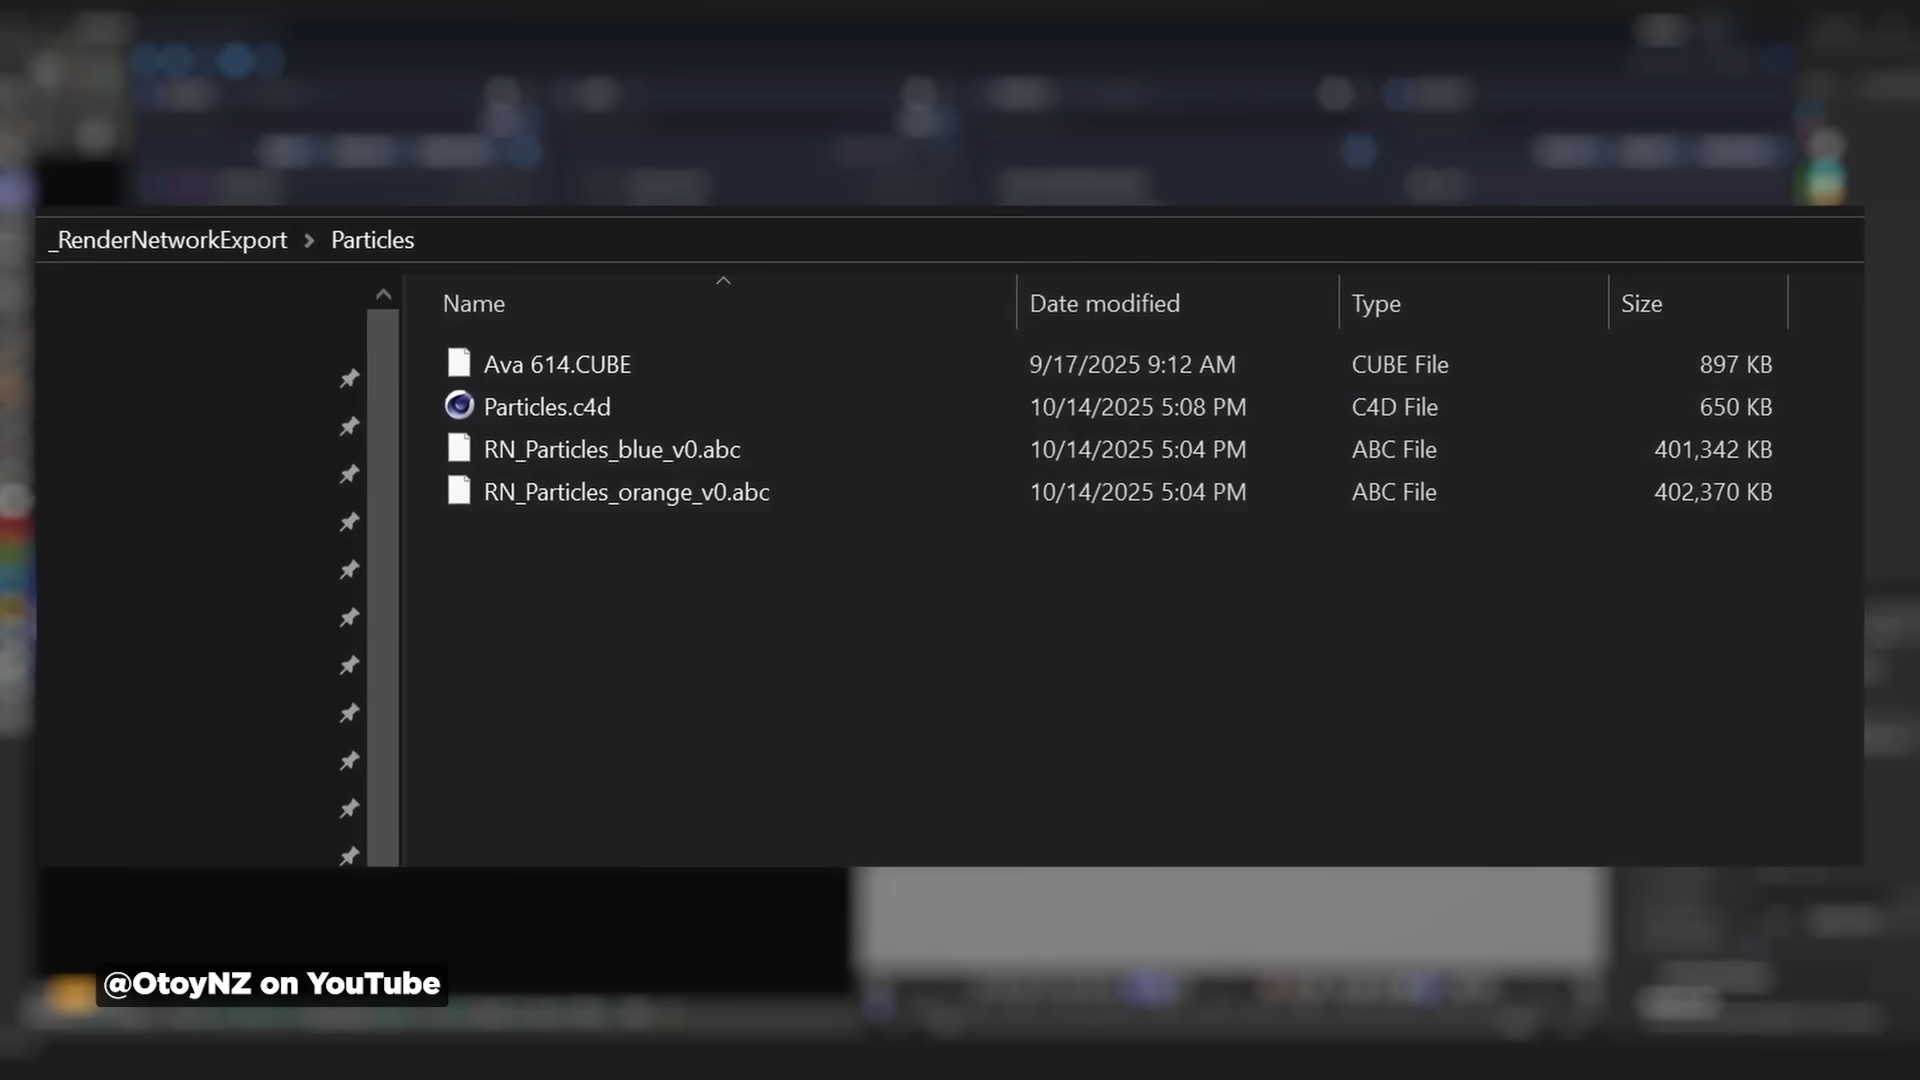 _RenderNetworkExport > Particles
Name Date modified Type Size
Ava 614.CUBE 9/17/2025 9:12 AM CUBE File 897 KB
Particles.c4d 10/14/2025 5:08 PM C4D File 650 KB
RN_Particles_blue_v0.abc 10/14/2025 5:04 PM ABC File 401,342 KB
RN_Particles_orange_v0.abc 10/14/2025 5:04 PM ABC File 402,370 KB
@OtoyNZ on YouTube